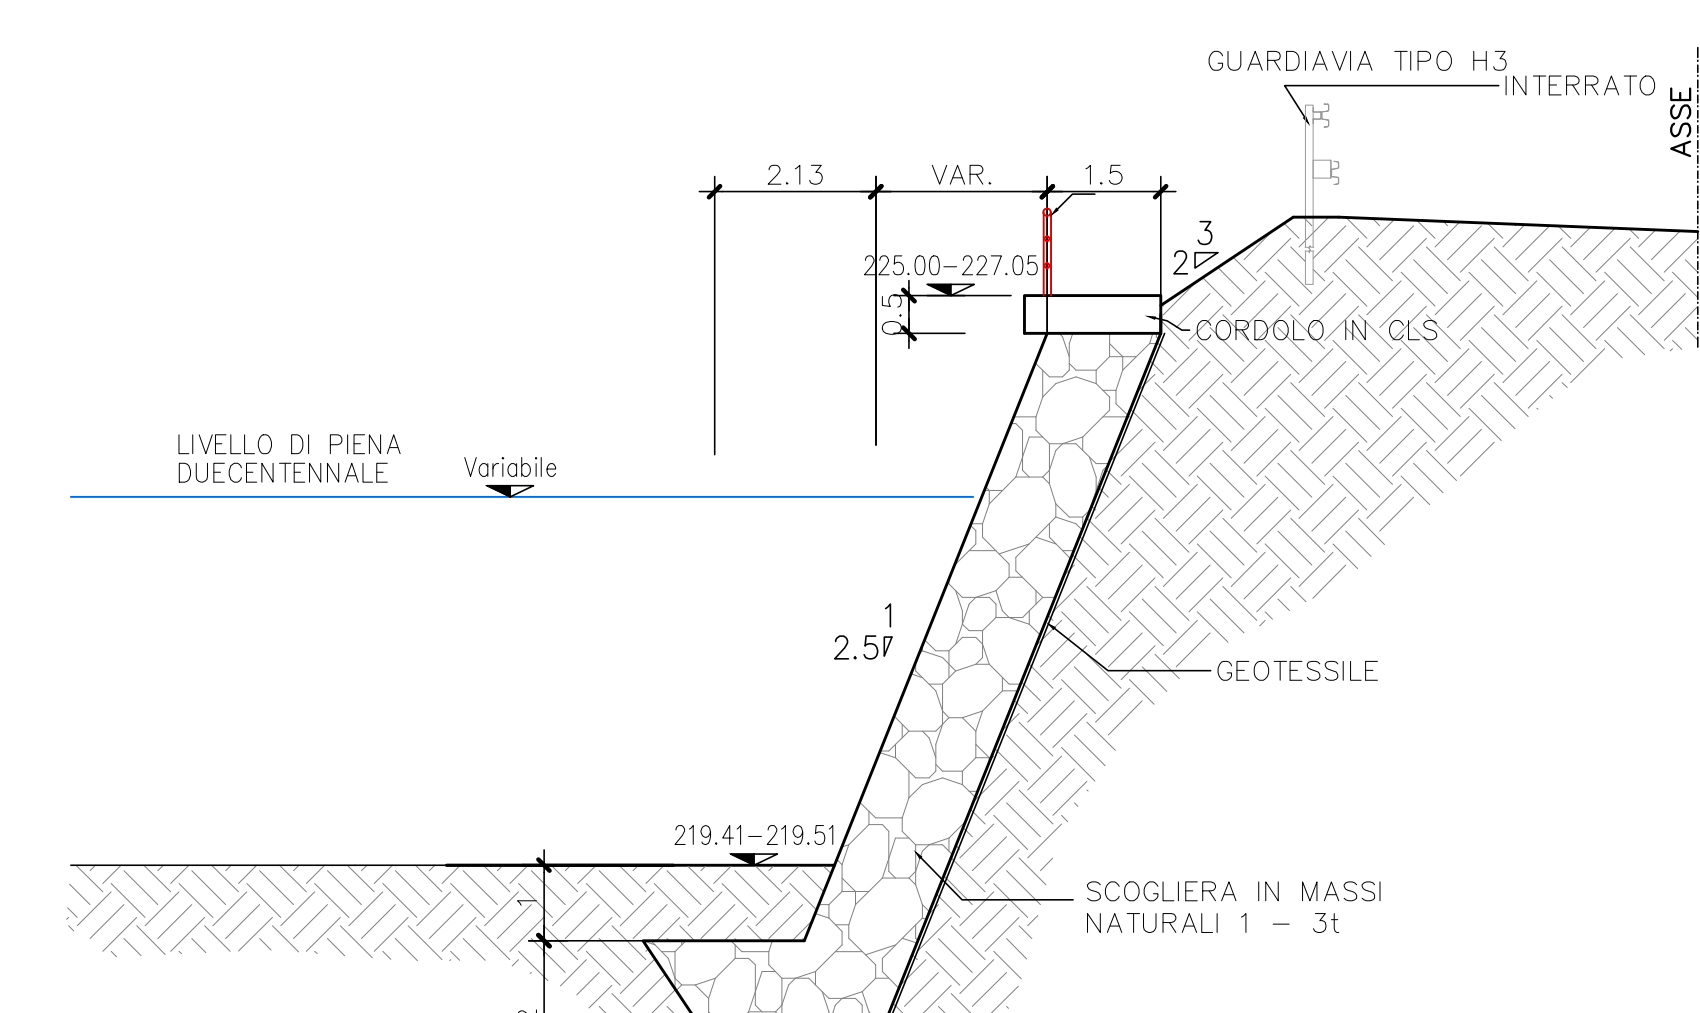 GUARDIAVIA TIPO H3
INTERRATO
ASSE
2.13
VAR.
1.5
3
2
225.00-227.05
0.5
CORDOLO IN CLS
LIVELLO DI PIENA
DUECENTENNALE
Variabile
1
2.5
GEOTESSILE
219.41-219.51
1
SCOGLIERA IN MASSI
NATURALI 1 - 3t